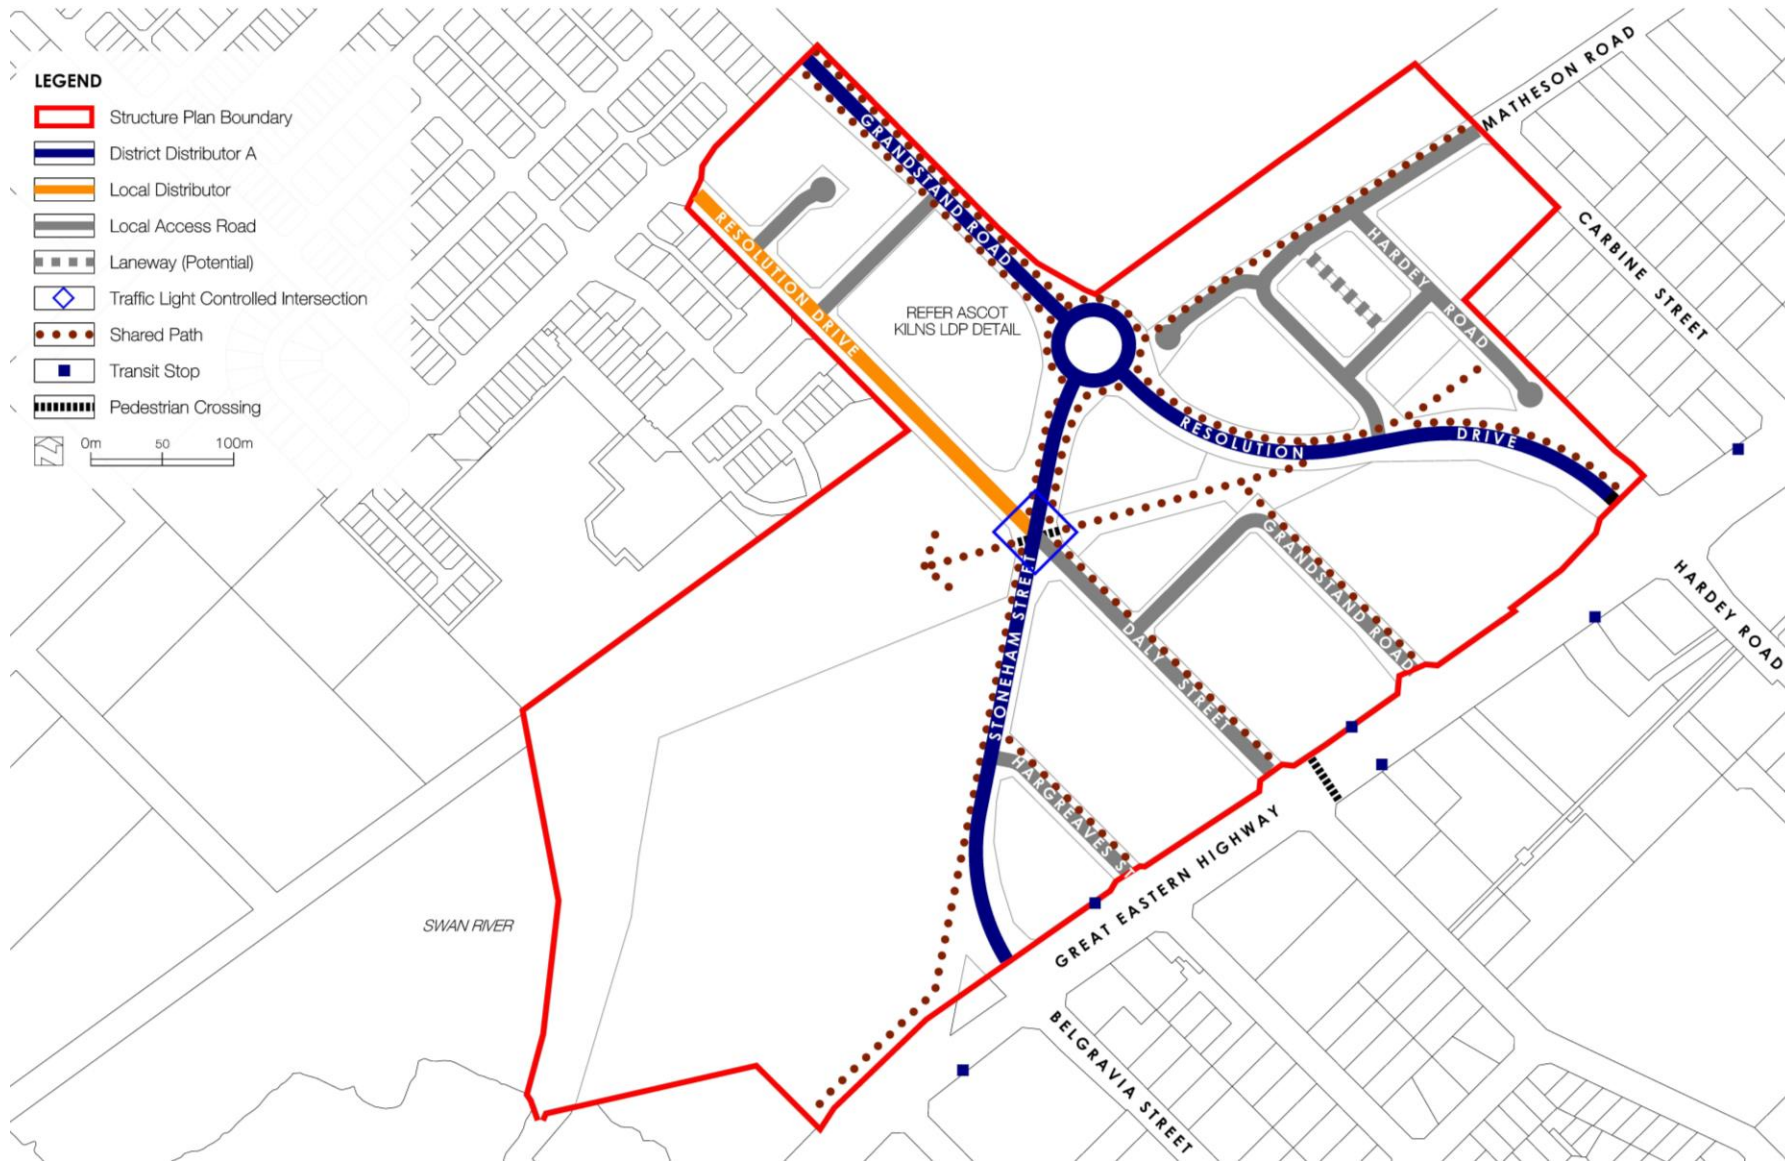 LEGEND
Structure Plan Boundary
District Distributor A
Local Distributor
Local Access Road
Laneway (Potential)
Traffic Light Controlled Intersection
Shared Path
Transit Stop
Pedestrian Crossing
N
0m 50 100m
GRANDSTAND ROAD
RESOLUTION DRIVE
REFER ASCOT
KILNS LDP DETAIL
MATHESON ROAD
HARDEY ROAD
CARBINE STREET
RESOLUTION DRIVE
GRANDSTAND ROAD
HARDEY ROAD
STONEHAM STREET
DALY STREET
HARGREAVES ST
GREAT EASTERN HIGHWAY
SWAN RIVER
BELGRAVIA STREET